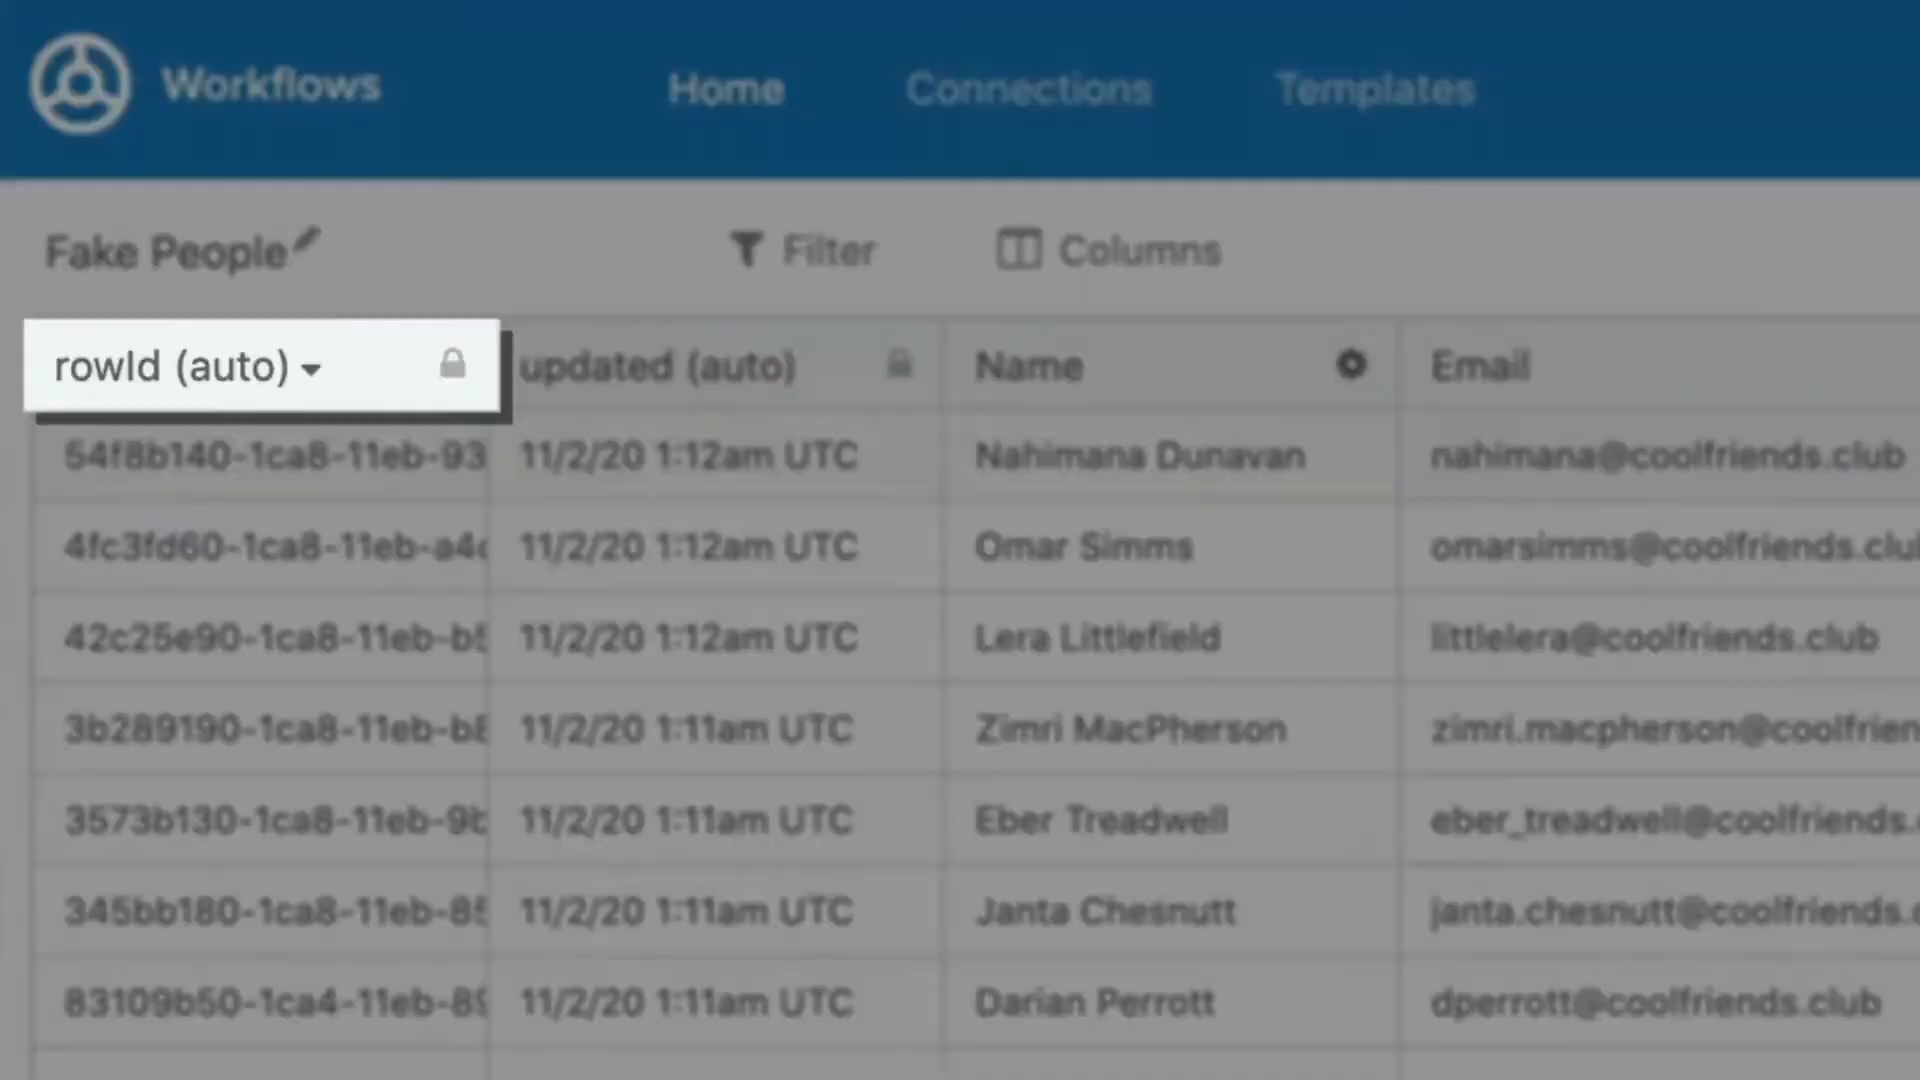 Workflows Home Connections Templates
Fake People Filter Columns
rowId (auto) updated (auto) Name Email
54f8b140-1ca8-11eb-93 11/2/20 1:12am UTC Nahimana Dunavan nahimana@coolfriends.club
4fc3fd60-1ca8-11eb-a4 11/2/20 1:12am UTC Omar Simms omarsimms@coolfriends.clu
42c25e90-1ca8-11eb-b5 11/2/20 1:12am UTC Lera Littlefield littlelera@coolfriends.club
3b289190-1ca8-11eb-b8 11/2/20 1:11am UTC Zimri MacPherson zimri.macpherson@coolfrien
3573b130-1ca8-11eb-9b 11/2/20 1:11am UTC Eber Treadwell eber_treadwell@coolfriends.
345bb180-1ca8-11eb-85 11/2/20 1:11am UTC Janta Chesnutt janta.chesnutt@coolfriends.
83109b50-1ca4-11eb-89 11/2/20 1:11am UTC Darian Perrott dperrott@coolfriends.club